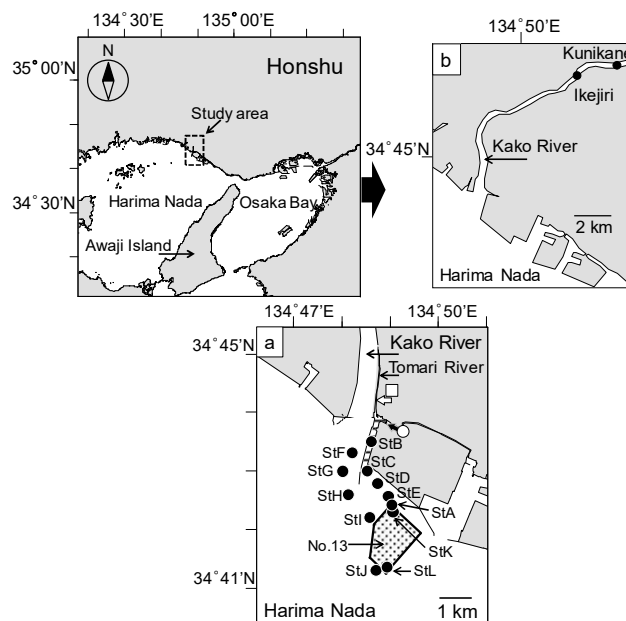 134˚30'E
135˚00'E
N
35˚00'N
Honshu
Study area
34˚30'N
Harima Nada
Osaka Bay
Awaji Island
134˚50'E
b
Kunikane
Ikejiri
34˚45'N
Kako River
2 km
Harima Nada
134˚47'E
134˚50'E
34˚45'N
a
Kako River
Tomari River
StB
StF
StC
StG
StD
StE
StH
StA
StI
StK
No.13
StJ
StL
34˚41'N
Harima Nada
1 km